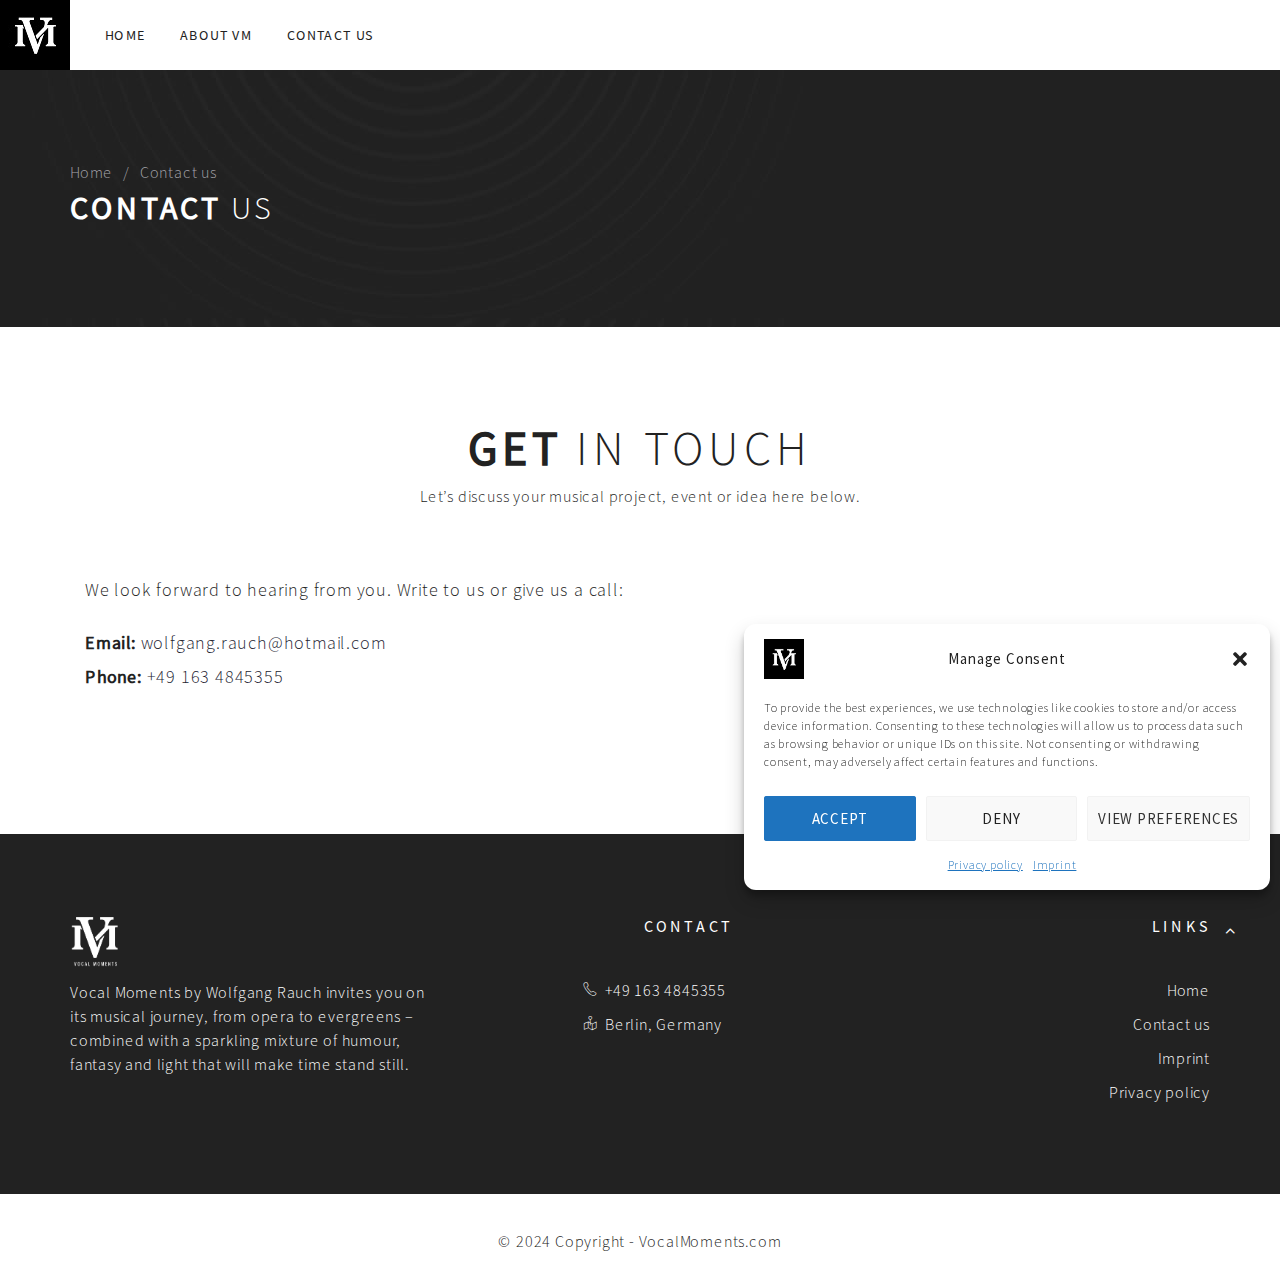 HOME ABOUT VM CONTACT US
Home / Contact us
CONTACT US
GET IN TOUCH
Let's discuss your musical project, event or idea here below.
We look forward to hearing from you. Write to us or give us a call:
Email: wolfgang.rauch@hotmail.com
Phone: +49 163 4845355
Manage Consent
To provide the best experiences, we use technologies like cookies to store and/or access
device information. Consenting to these technologies will allow us to process data such
as browsing behavior or unique IDs on this site. Not consenting or withdrawing
consent, may adversely affect certain features and functions.
ACCEPT DENY VIEW PREFERENCES
Privacy policy Imprint
VOCAL MOMENTS
Vocal Moments by Wolfgang Rauch invites you on
its musical journey, from opera to evergreens –
combined with a sparkling mixture of humour,
fantasy and light that will make time stand still.
CONTACT
+49 163 4845355
Berlin, Germany
LINKS
Home
Contact us
Imprint
Privacy policy
© 2024 Copyright - VocalMoments.com